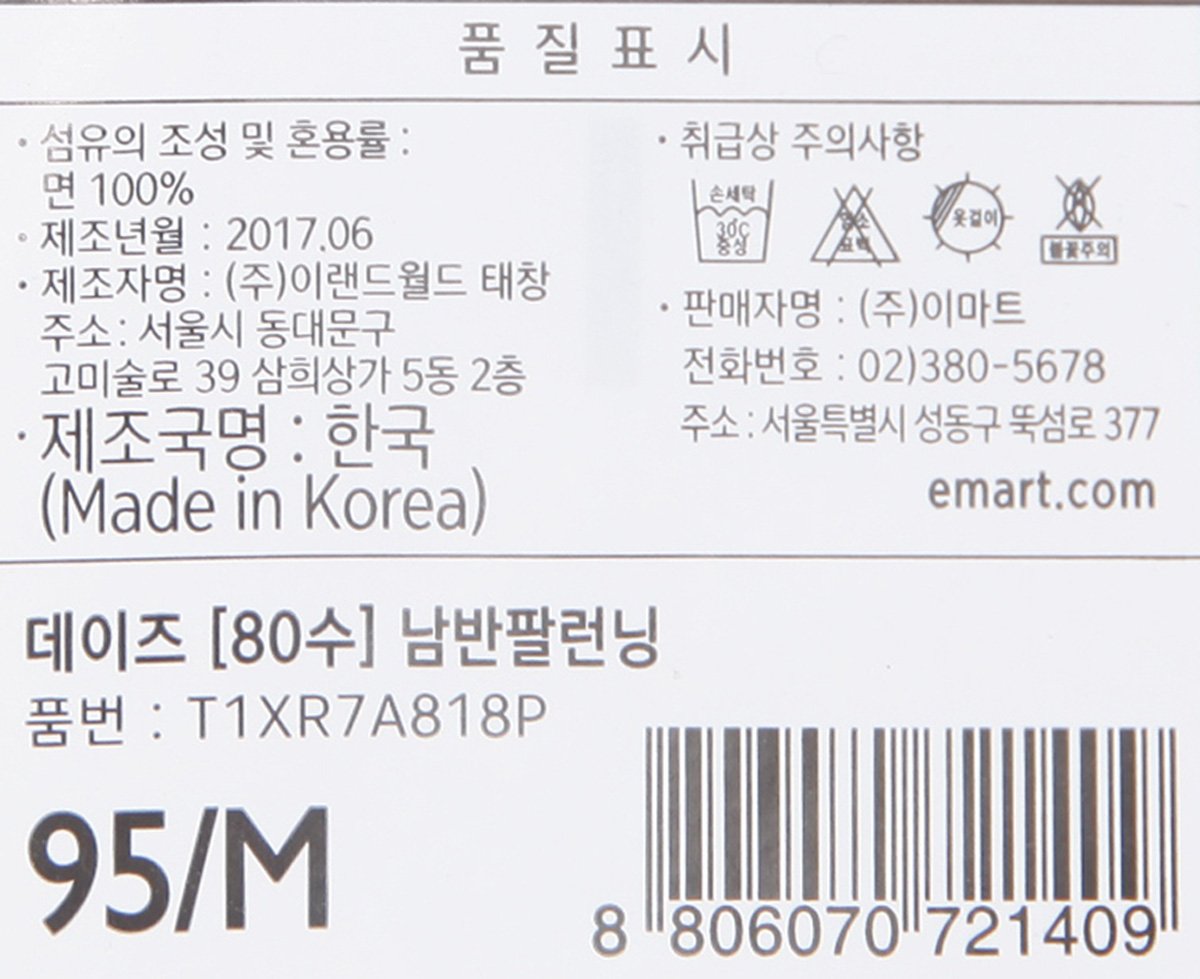 품질표시
· 섬유의 조성 및 혼용률 :
면 100%
· 제조년월 : 2017.06
· 제조자명 : (주)이랜드월드 태창
주소 : 서울시 동대문구
고미술로 39 삼희상가 5동 2층
· 제조국명 : 한국
(Made in Korea)
· 취급상 주의사항
손세탁
30℃
중성
염소
표백
옷걸이
불꽃주의
· 판매자명 : (주)이마트
전화번호 : 02)380-5678
주소 : 서울특별시 성동구 뚝섬로 377
emart.com
데이즈 [80수] 남반팔런닝
품번 : T1XR7A818P
95/M
8 806070 721409